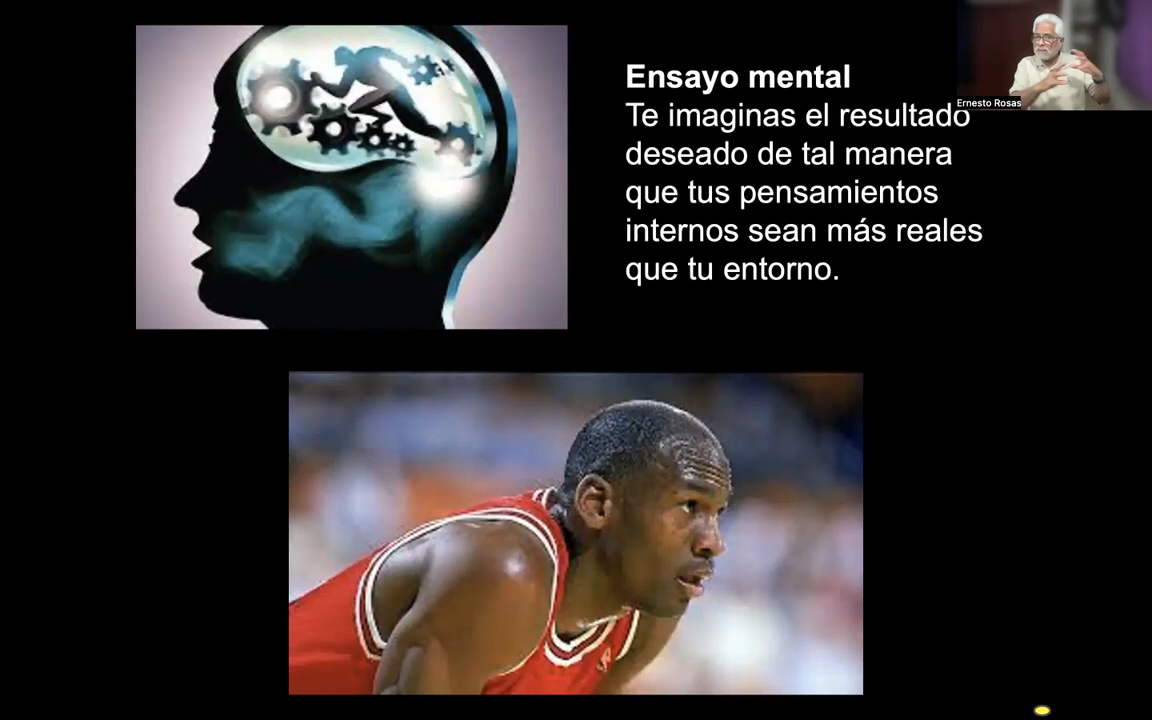 Ensayo mental
Te imaginas el resultado
deseado de tal manera
que tus pensamientos
internos sean más reales
que tu entorno.
Ernesto Rosas